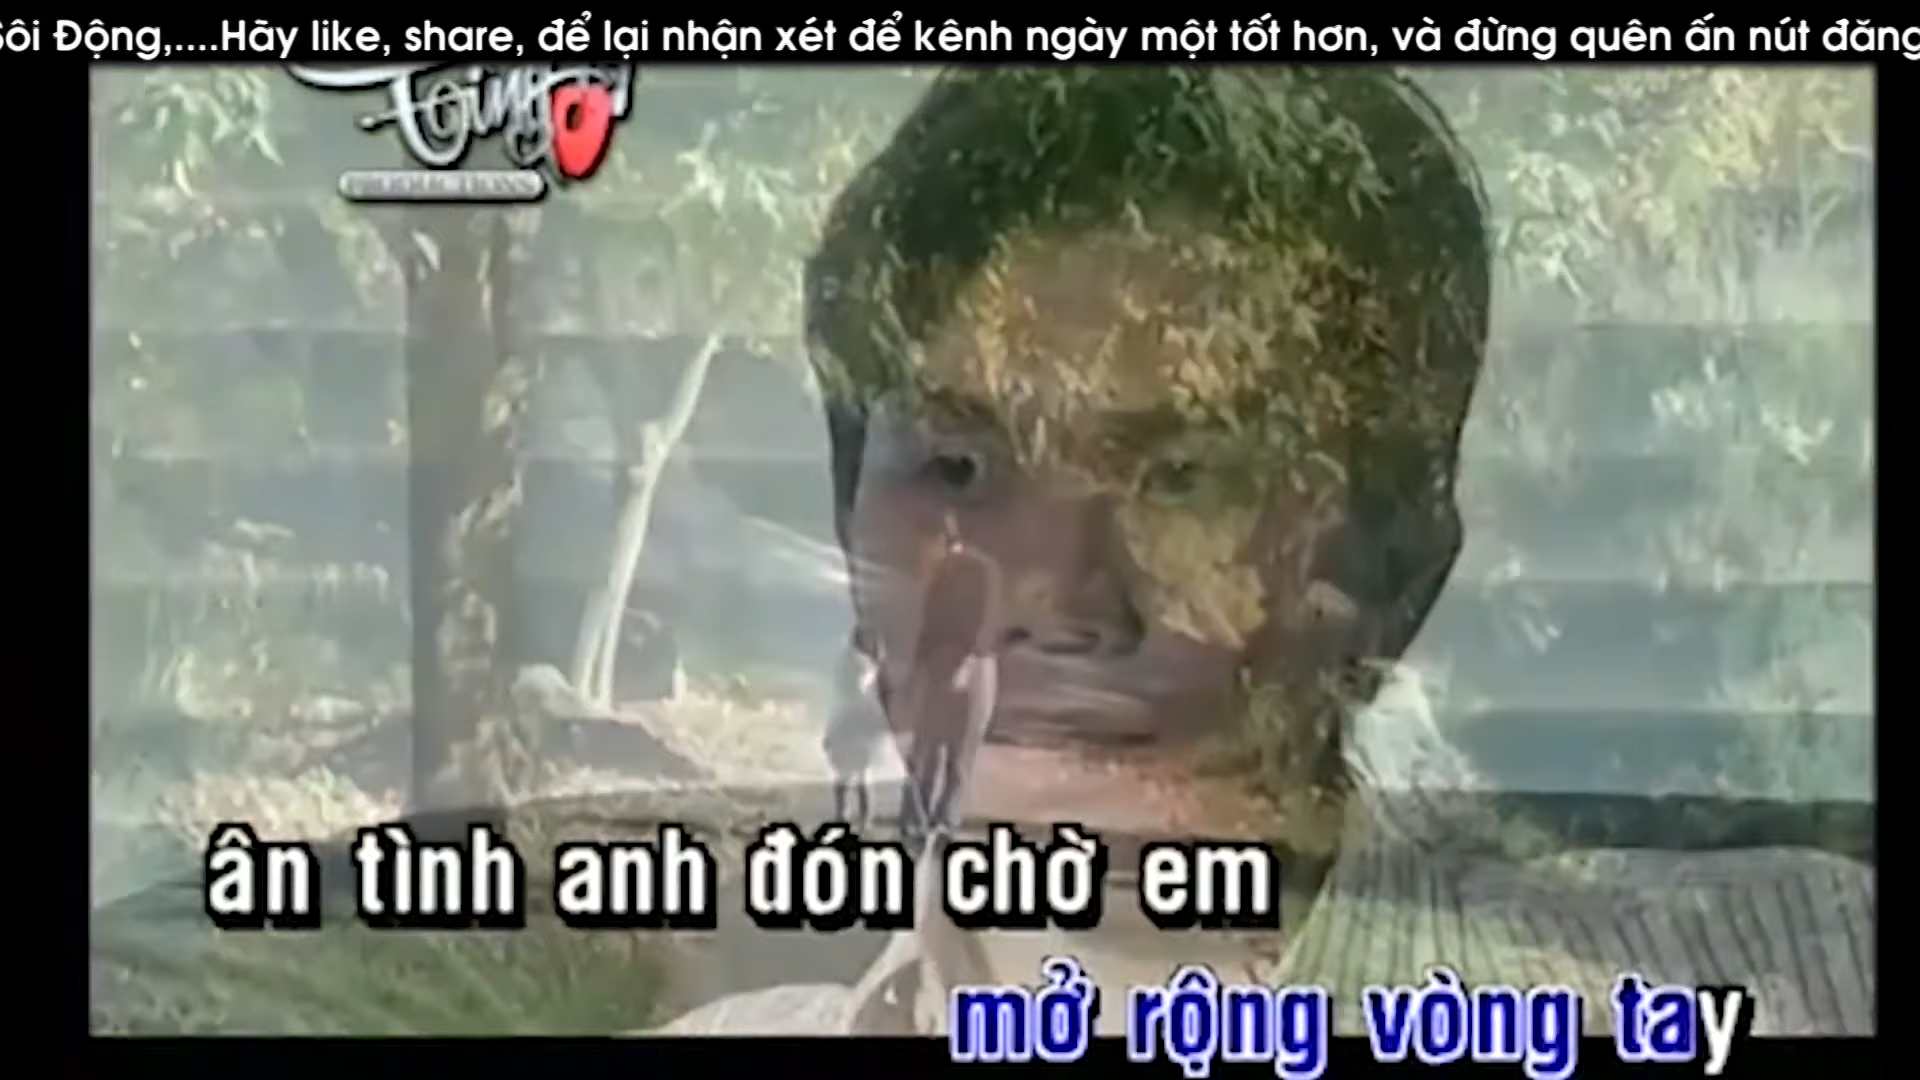 Sôi Động,....Hãy like, share, để lại nhận xét để kênh ngày một tốt hơn, và đừng quên ấn nút đăng
ân tình anh đón chờ em
mở rộng vòng tay